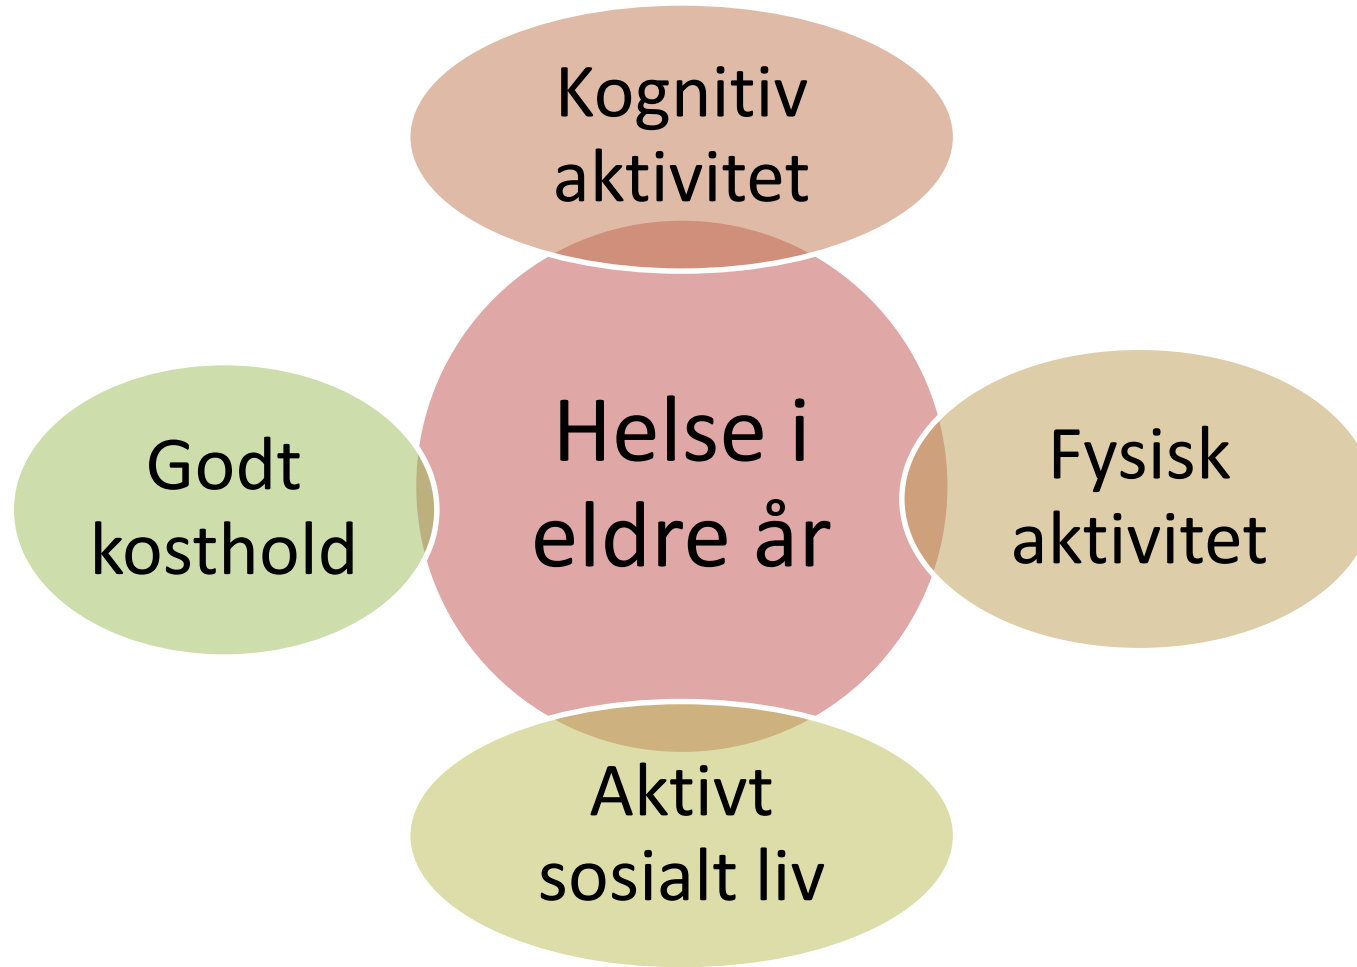 Kognitiv
aktivitet
Godt
kosthold
Helse i
eldre år
Fysisk
aktivitet
Aktivt
sosialt liv